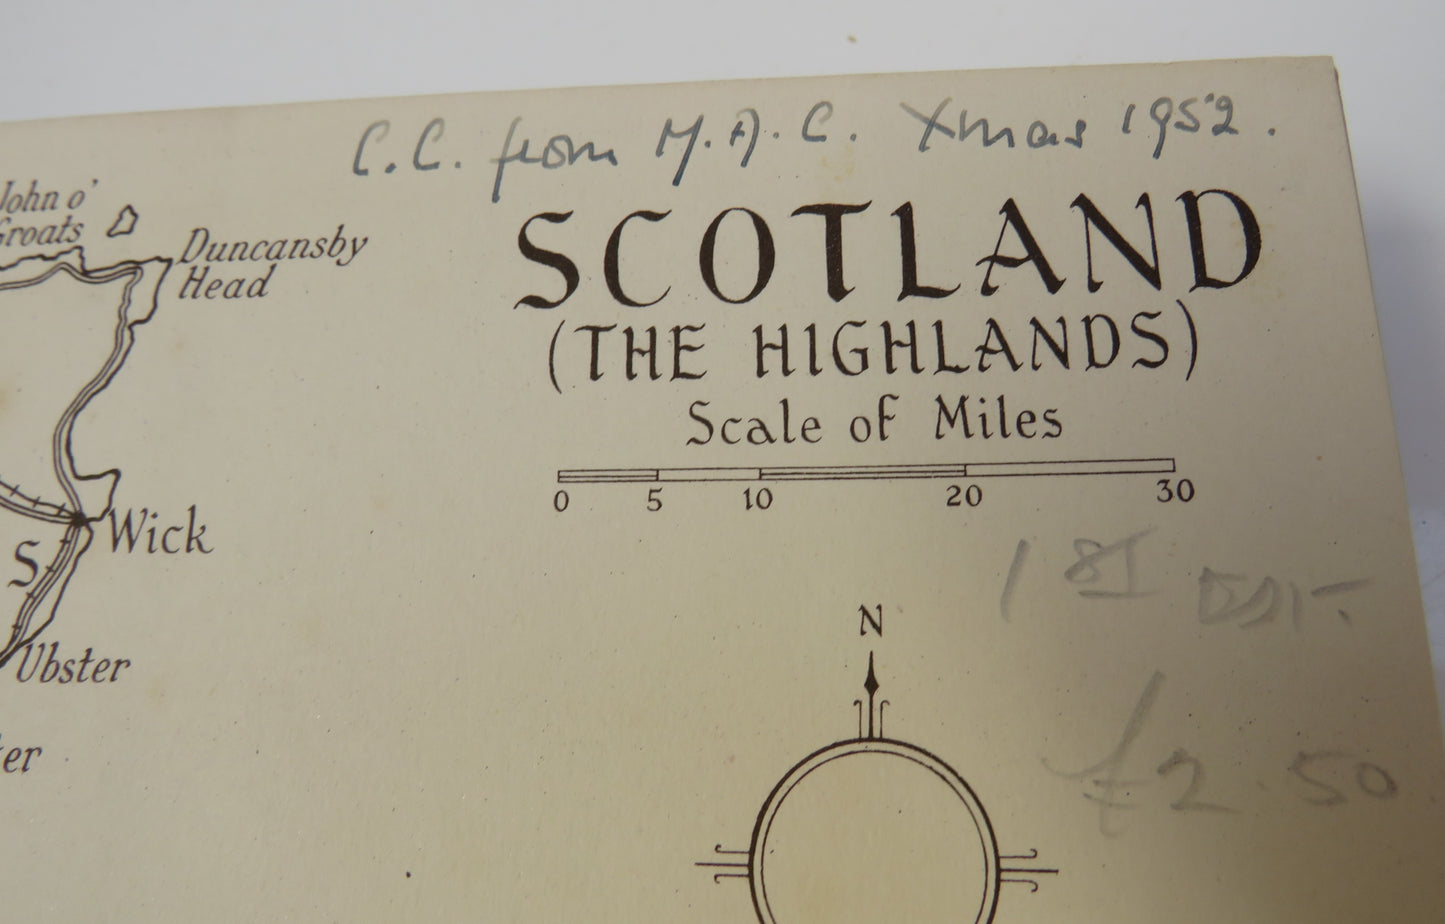 C.C. from M.A.C. Xmas 1952.
John o'
Groats
Duncansby
Head
SCOTLAND
(THE HIGHLANDS)
Scale of Miles
0 5 10 20 30
Wick
S
1ST EDIT.
N
Ubster
£2.50
ter